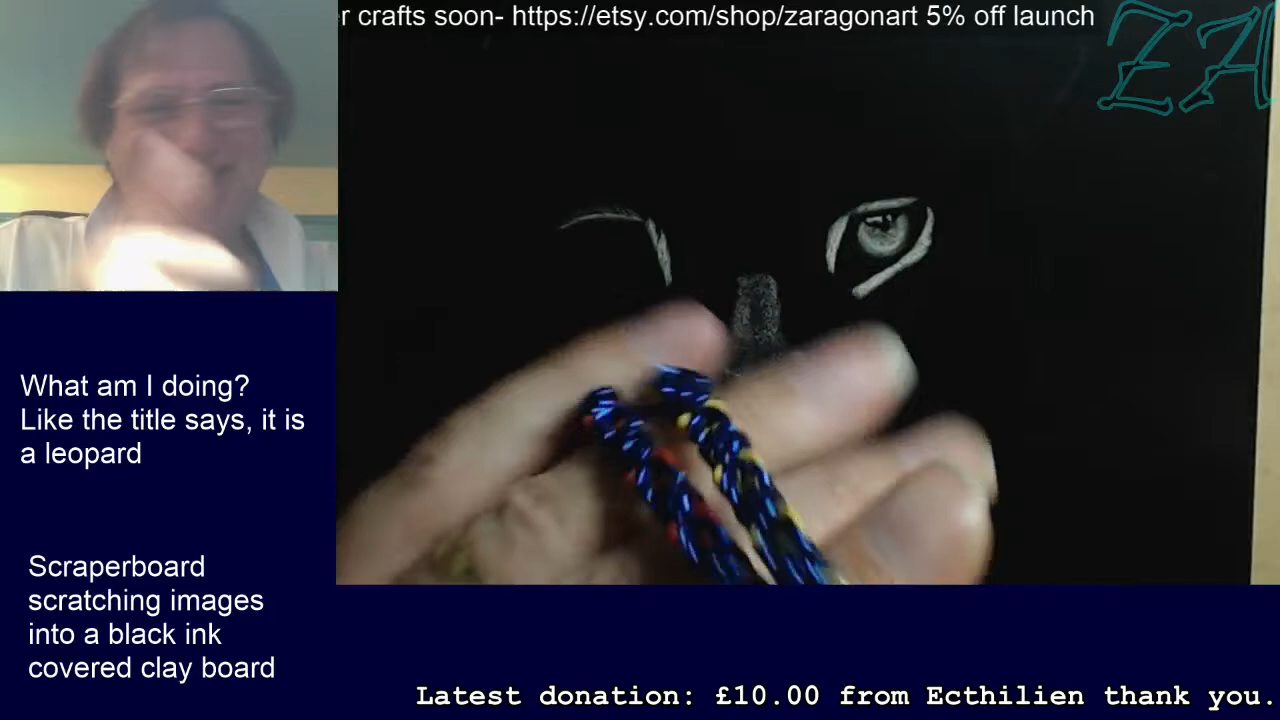 r crafts soon- https://etsy.com/shop/zaragonart 5% off launch
ZA
What am I doing?
Like the title says, it is
a leopard
Scraperboard
scratching images
into a black ink
covered clay board
Latest donation: £10.00 from Ecthilien thank you.